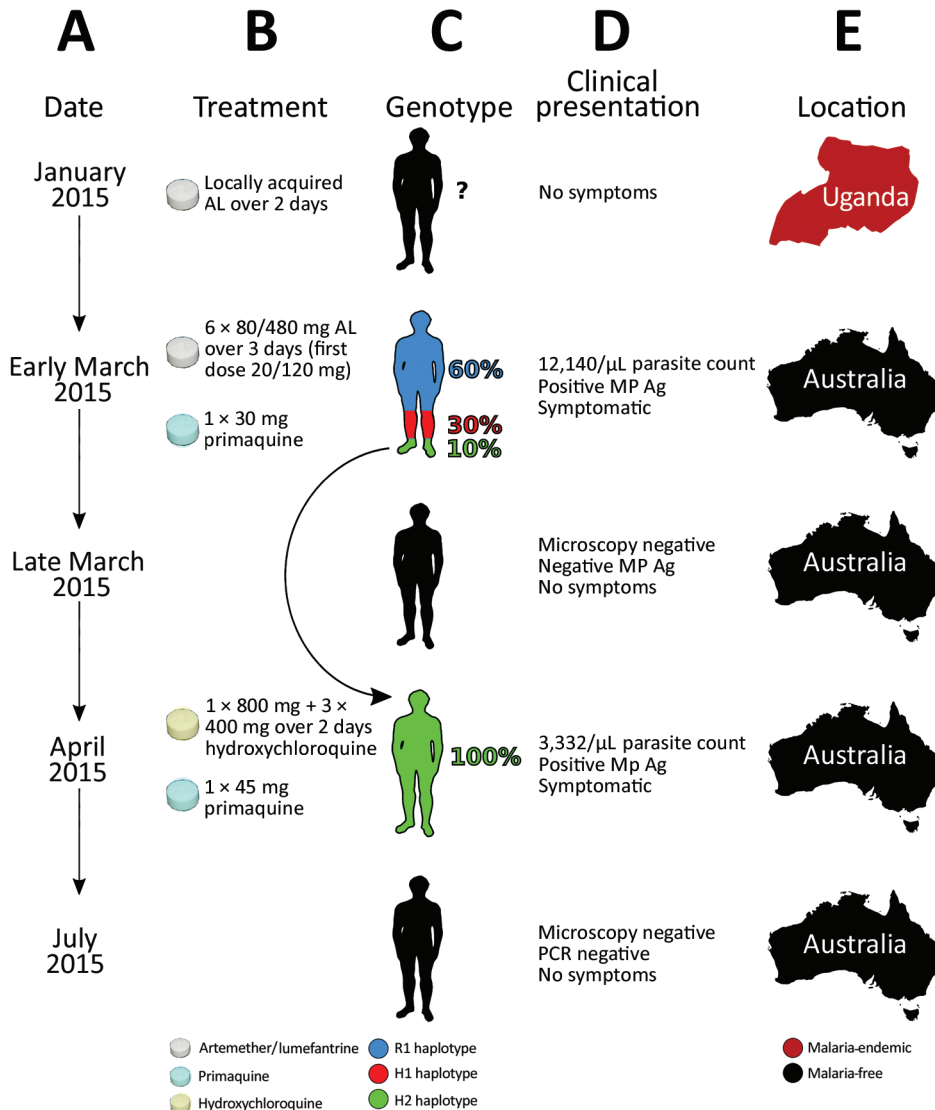 A
B
C
D
E
Date
Treatment
Genotype
Clinical
presentation
Location
January
2015
Locally acquired
AL over 2 days
?
No symptoms
Uganda
Early March
2015
6 × 80/480 mg AL
over 3 days (first
dose 20/120 mg)
1 × 30 mg
primaquine
60%
30%
10%
12,140/µL parasite count
Positive MP Ag
Symptomatic
Australia
Late March
2015
Microscopy negative
Negative MP Ag
No symptoms
Australia
April
2015
1 × 800 mg + 3 ×
400 mg over 2 days
hydroxychloroquine
1 × 45 mg
primaquine
100%
3,332/µL parasite count
Positive Mp Ag
Symptomatic
Australia
July
2015
Microscopy negative
PCR negative
No symptoms
Australia
Artemether/lumefantrine
Primaquine
Hydroxychloroquine
R1 haplotype
H1 haplotype
H2 haplotype
Malaria-endemic
Malaria-free